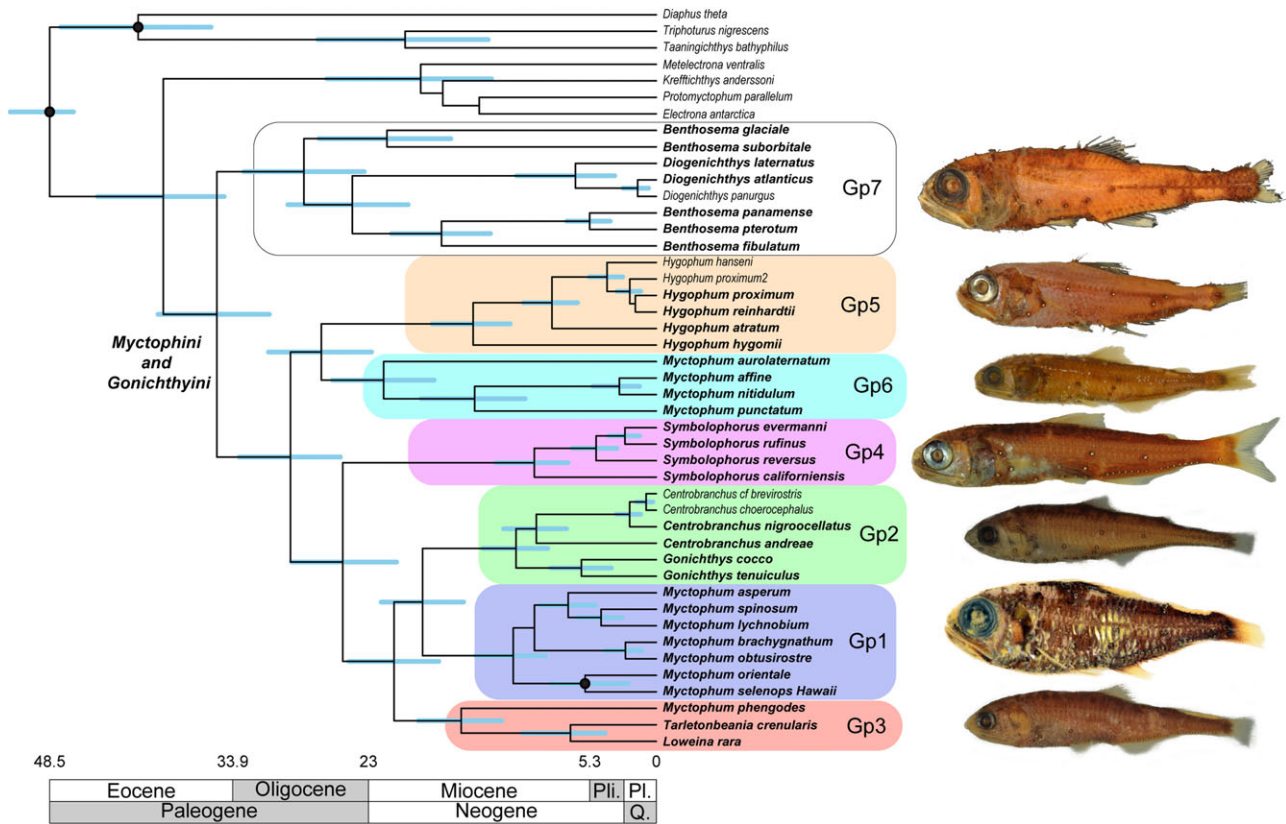 Diaphus theta
Triphoturus nigrescens
Taaningichthys bathyphilus
Metelectrona ventralis
Krefftichthys anderssoni
Protomyctophum parallelum
Electrona antarctica
Benthosema glaciale
Benthosema suborbitale
Diogenichthys laternatus
Diogenichthys atlanticus
Diogenichthys panurgus
Benthosema panamense
Benthosema pterotum
Benthosema fibulatum
Gp7
Hygophum hanseni
Hygophum proximum2
Hygophum proximum
Hygophum reinhardtii
Hygophum atratum
Hygophum hygomii
Gp5
Myctophini
and
Gonichthyini
Myctophum aurolaternatum
Myctophum affine
Myctophum nitidulum
Myctophum punctatum
Gp6
Symbolophorus evermanni
Symbolophorus rufinus
Symbolophorus reversus
Symbolophorus californiensis
Gp4
Centrobranchus cf brevirostris
Centrobranchus choerocephalus
Centrobranchus nigroocellatus
Centrobranchus andreae
Gonichthys cocco
Gonichthys tenuiculus
Gp2
Myctophum asperum
Myctophum spinosum
Myctophum lychnobium
Myctophum brachygnathum
Myctophum obtusirostre
Myctophum orientale
Myctophum selenops Hawaii
Gp1
Myctophum phengodes
Tarletonbeania crenularis
Loweina rara
Gp3
48.5 33.9 23 5.3 0
Eocene Oligocene Miocene Pli. Pl.
Paleogene Neogene Q.